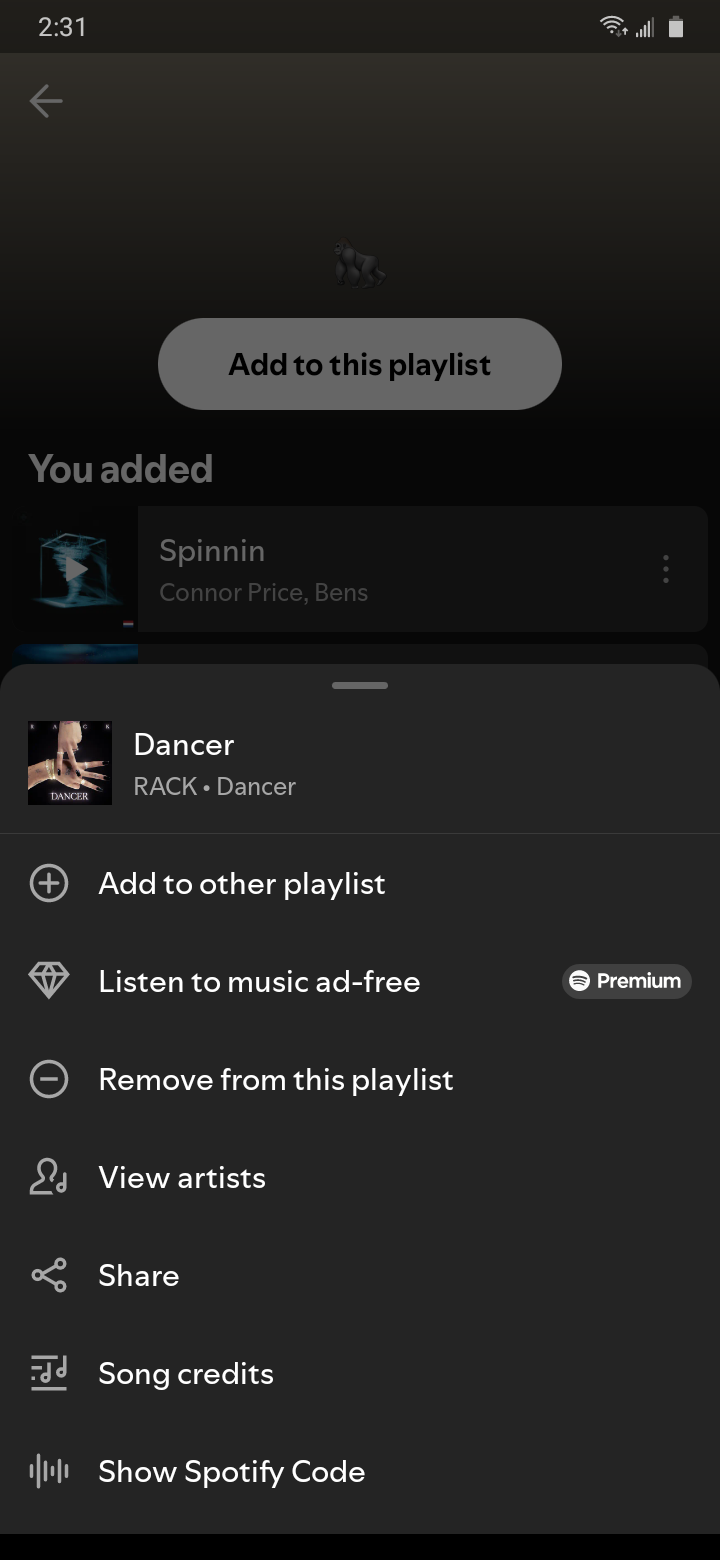 2:31
Add to this playlist
You added
Spinnin
Connor Price, Bens
R A C K
DANCER
Dancer
RACK • Dancer
Add to other playlist
Listen to music ad-free
Premium
Remove from this playlist
View artists
Share
Song credits
Show Spotify Code